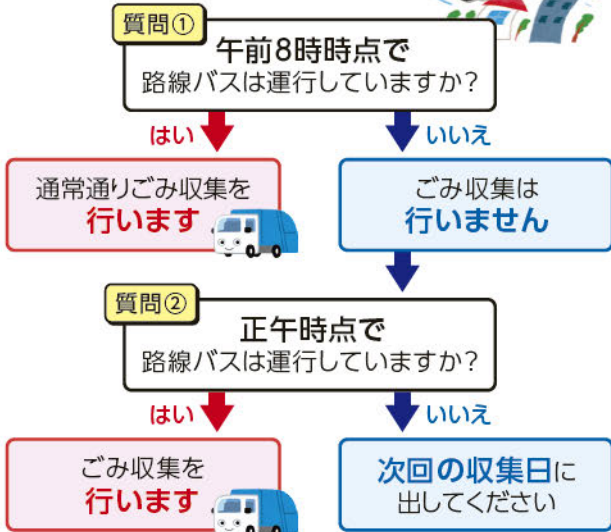 質問①
午前8時時点で
路線バスは運行していますか？
はい
いいえ
通常通りごみ収集を
行います
ごみ収集は
行いません
質問②
正午時点で
路線バスは運行していますか？
はい
いいえ
ごみ収集を
行います
次回の収集日に
出してください